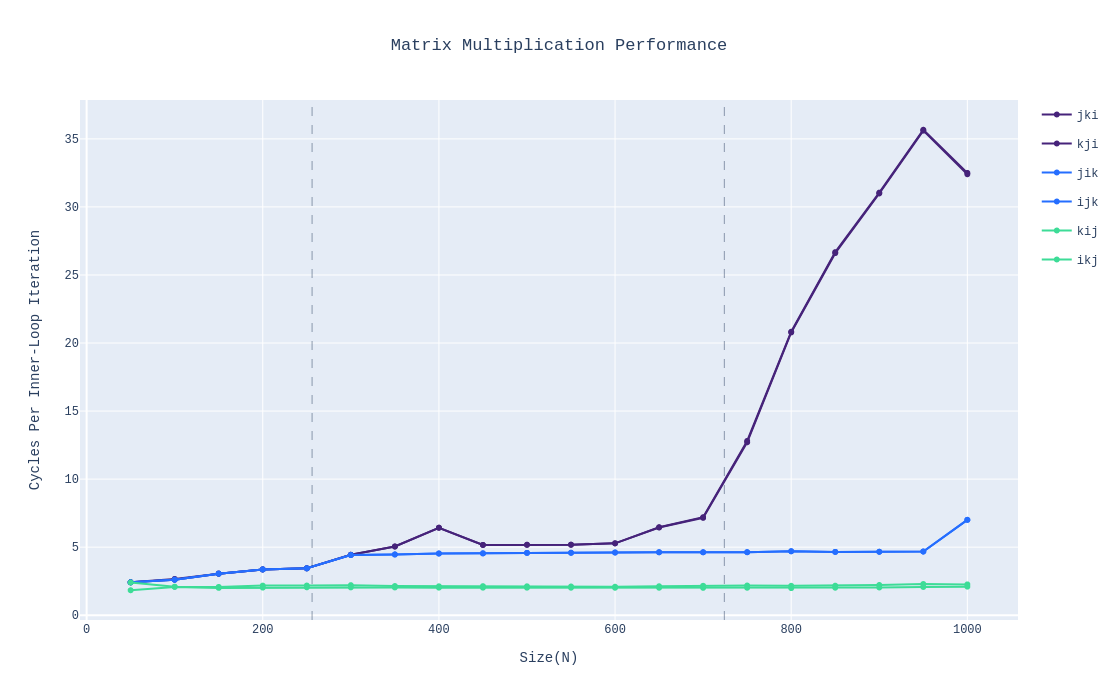 Matrix Multiplication Performance
Cycles Per Inner-Loop Iteration
35
30
25
20
15
10
5
0
0 200 400 600 800 1000
Size(N)
jki
kji
jik
ijk
kij
ikj